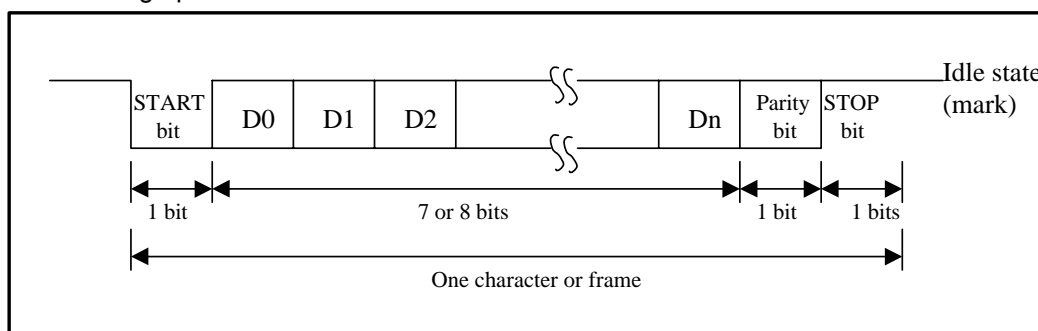 Idle state
(mark)
START
bit
D0
D1
D2
Dn
Parity
bit
STOP
bit
1 bit
7 or 8 bits
1 bit
1 bits
One character or frame